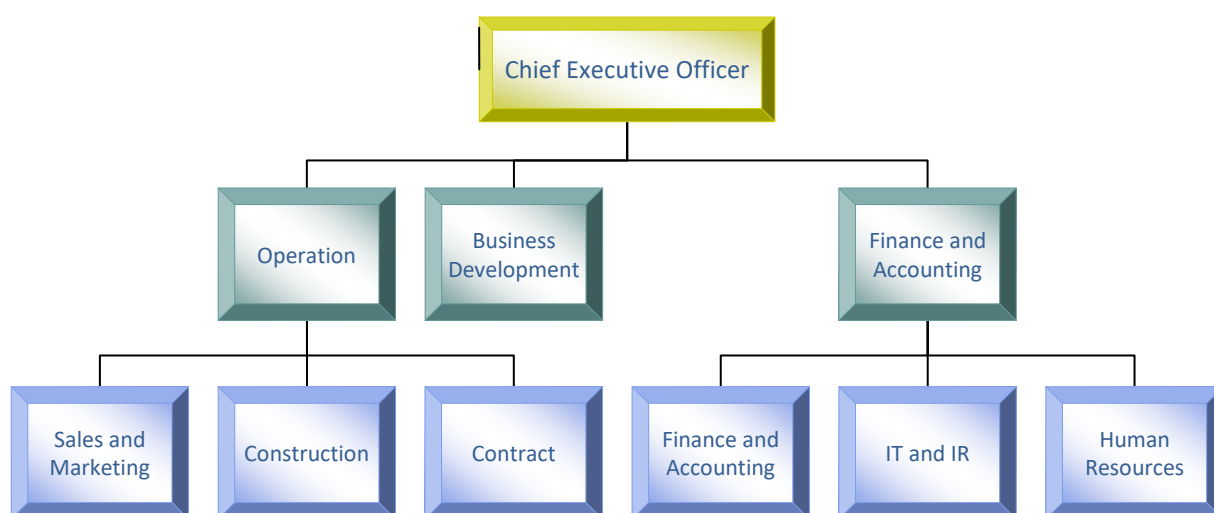 Chief Executive Officer
Operation
Business
Development
Finance and
Accounting
Sales and
Marketing
Construction
Contract
Finance and
Accounting
IT and IR
Human
Resources